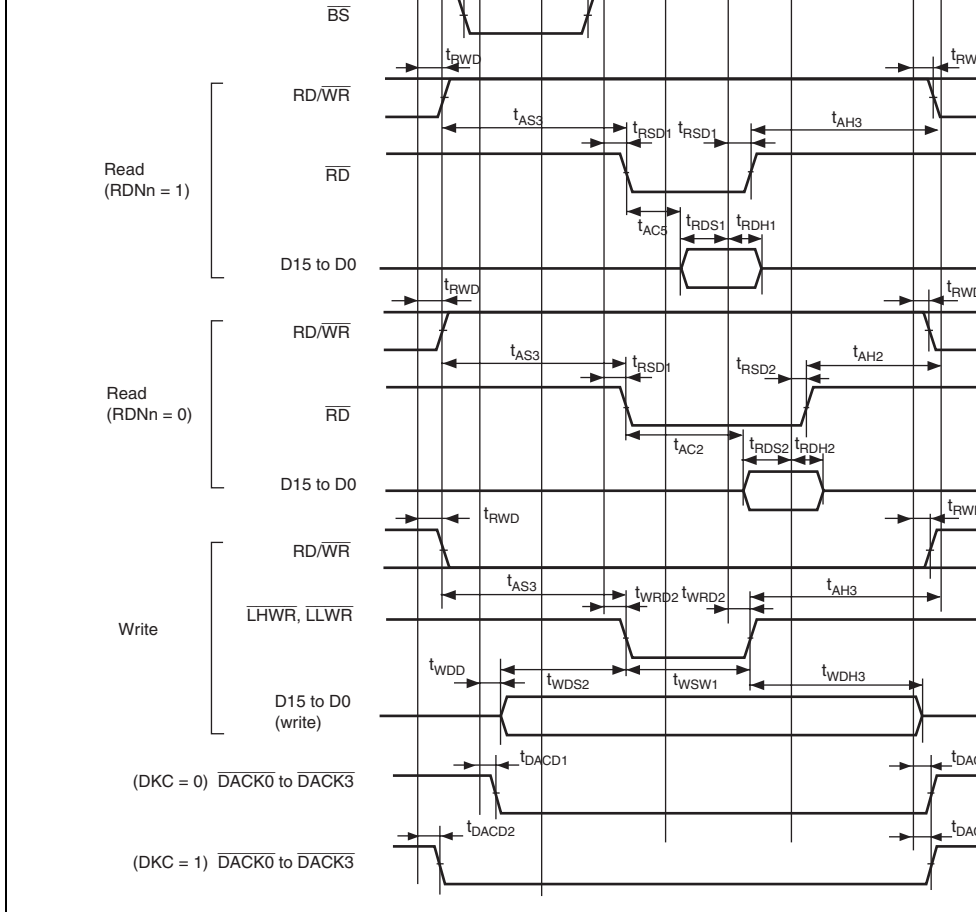 BS
tRWD tRW
RD/WR
tAS3 tRSD1 tRSD1 tAH3
Read
(RDNn = 1)
RD
tAC5 tRDS1 tRDH1
D15 to D0
tRWD tRWD
RD/WR
tAS3 tRSD1 tRSD2 tAH2
Read
(RDNn = 0)
RD
tAC2 tRDS2 tRDH2
D15 to D0
tRWD tRWD
RD/WR
tAS3 tWRD2 tWRD2 tAH3
Write
LHWR, LLWR
tWDD tWDS2 tWSW1 tWDH3
D15 to D0
(write)
tDACD1 tDAC
(DKC = 0) DACK0 to DACK3
tDACD2 tDAC
(DKC = 1) DACK0 to DACK3